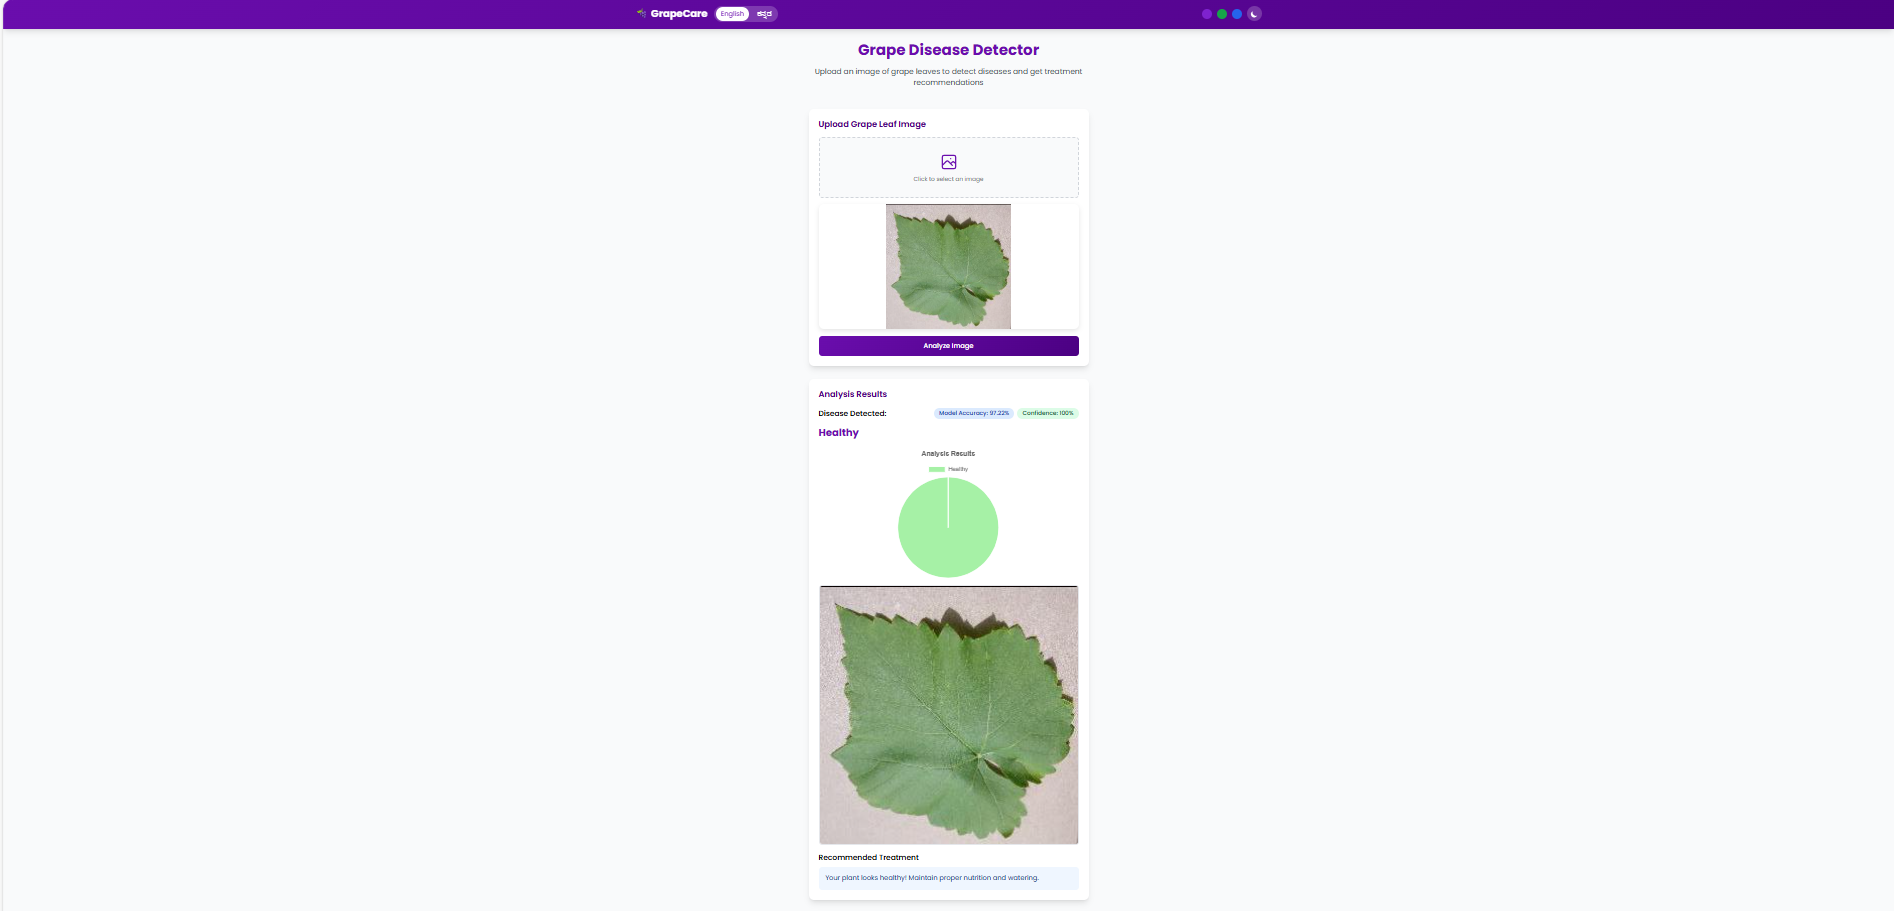 GrapeCare English ಕನ್ನಡ
Grape Disease Detector
Upload an image of grape leaves to detect diseases and get treatment
recommendations
Upload Grape Leaf Image
Click to select an image
Analyze Image
Analysis Results
Disease Detected: Model Accuracy: 97.22% Confidence: 100%
Healthy
Analysis Results
Healthy
Recommended Treatment
Your plant looks healthy! Maintain proper nutrition and watering.